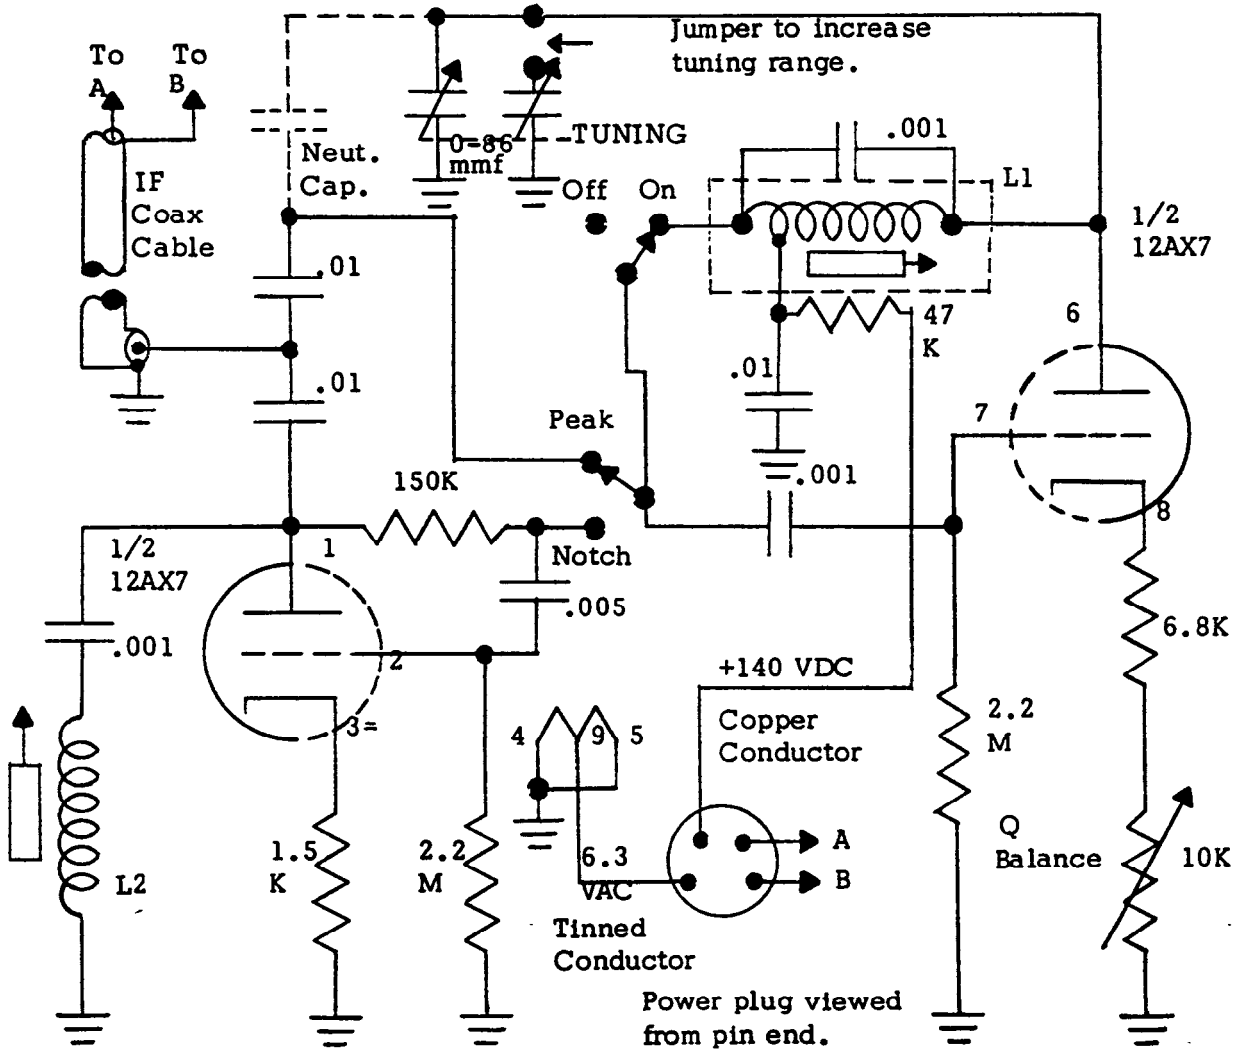 Jumper to increase
tuning range.
To
A
To
B
Neut.
Cap.
0-86
mmf
TUNING
.001
L1
Off
On
IF
Coax
Cable
1/2
12AX7
.01
6
47
K
.01
.01
7
Peak
.001
150K
8
1/2
12AX7
1
Notch
.005
.001
6.8K
2
+140 VDC
3=
4
9
5
Copper
Conductor
2.2
M
Q
Balance
10K
1.5
K
2.2
M
6.3
VAC
A
B
L2
Tinned
Conductor
Power plug viewed
from pin end.